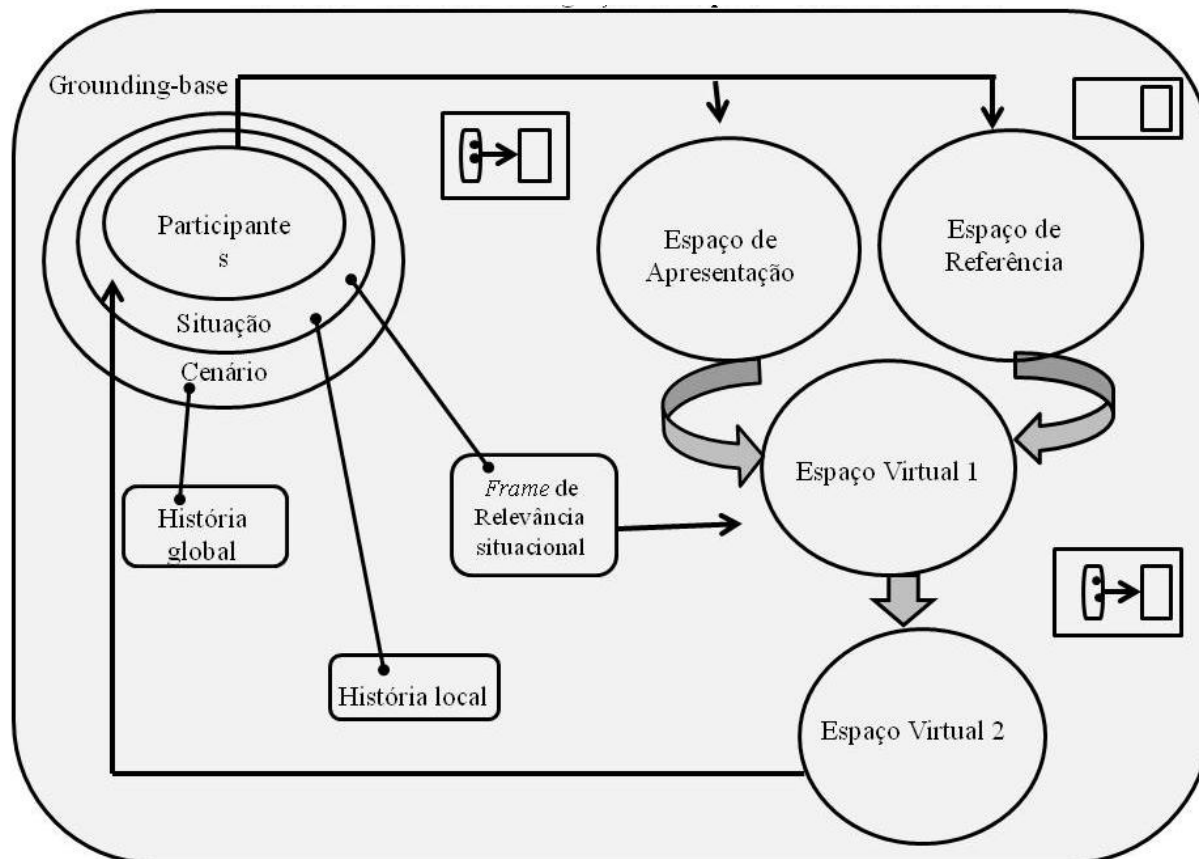 Grounding-base
Participante
s
Situação
Cenário
História
global
História local
Frame de
Relevância
situacional
Espaço de
Apresentação
Espaço de
Referência
Espaço Virtual 1
Espaço Virtual 2